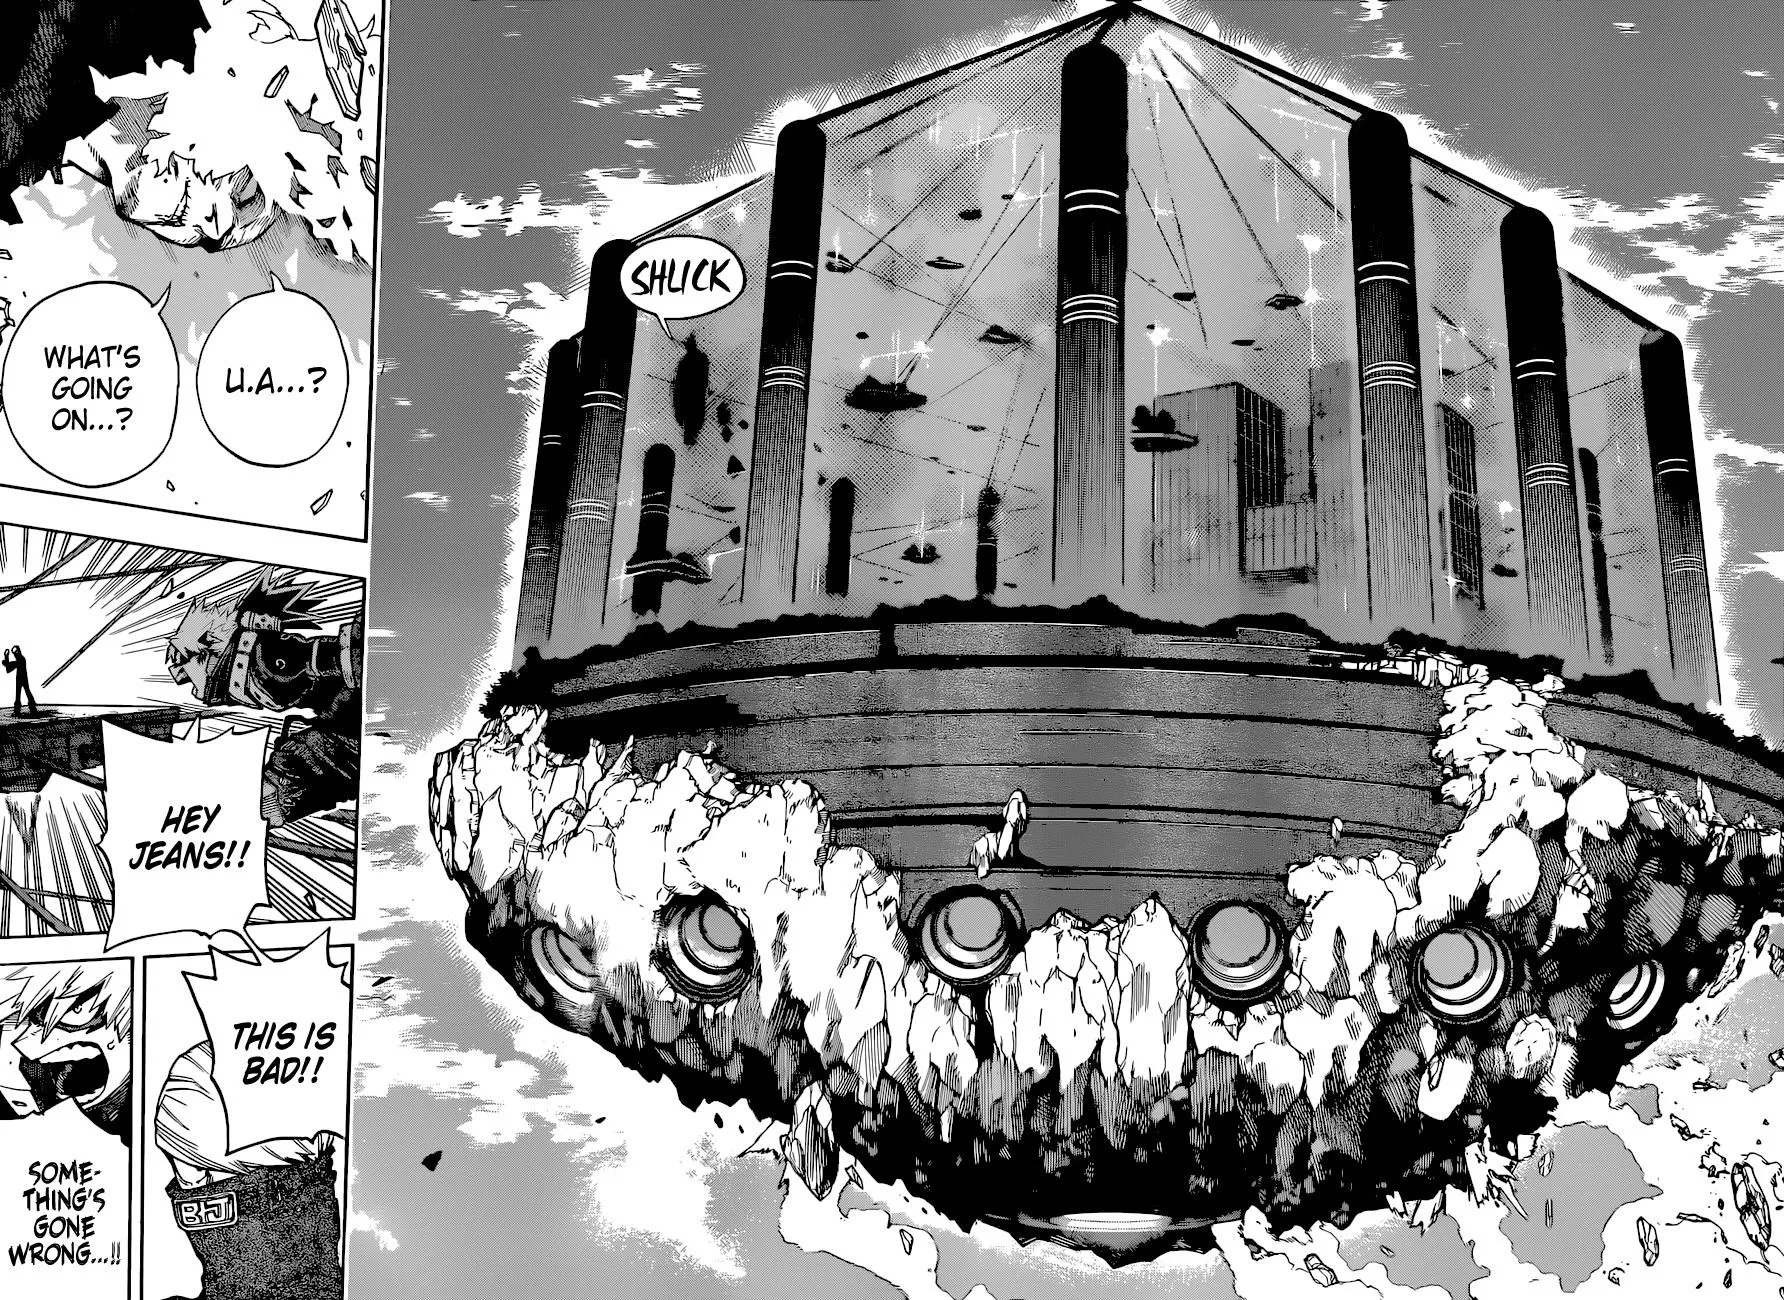 SHLICK
U.A...?
WHAT'S
GOING
ON...?
HEY
JEANS!!
THIS IS
BAD!!
BJ
SOME-
THING'S
GONE
WRONG...!!